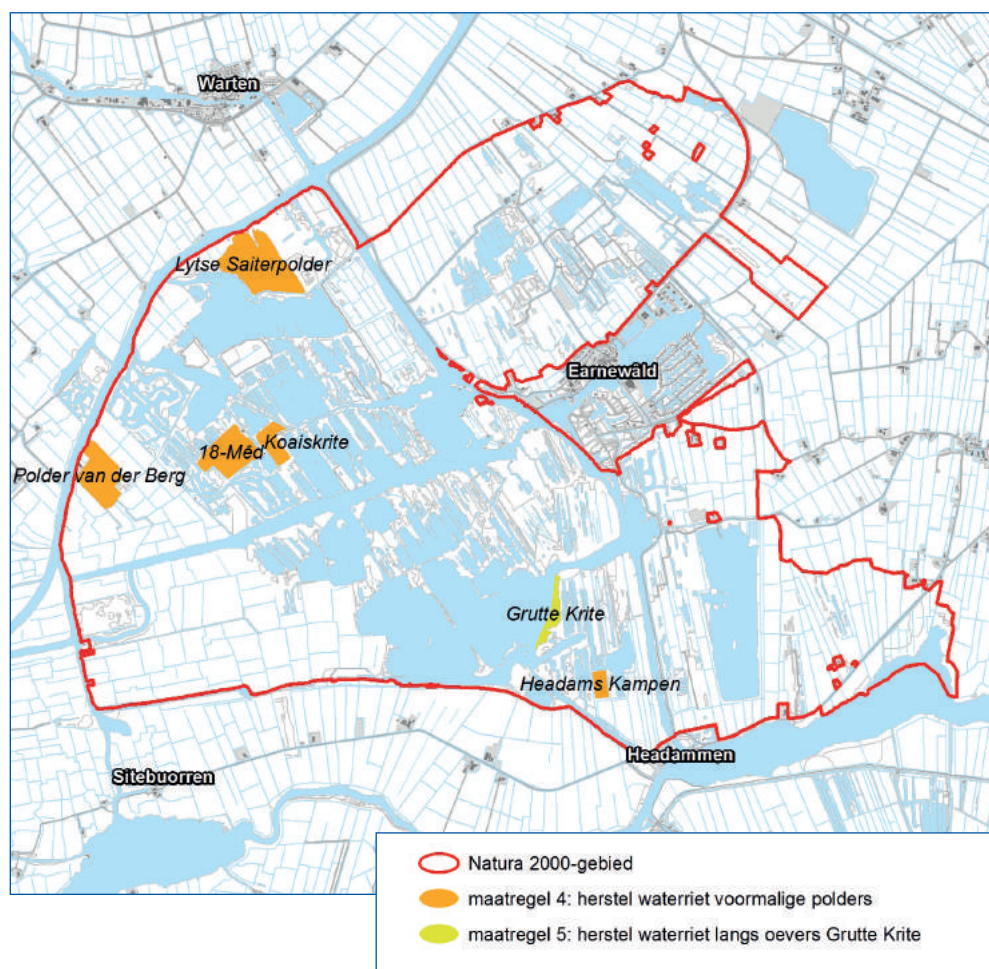 Warten
Lytse Saiterpolder
Earnewâld
Koaiskrite
18-Mêd
Polder van der Berg
Grutte Krite
Headams Kampen
Headammen
Sitebuorren
Natura 2000-gebied
maatregel 4: herstel waterriet voormalige polders
maatregel 5: herstel waterriet langs oevers Grutte Krite